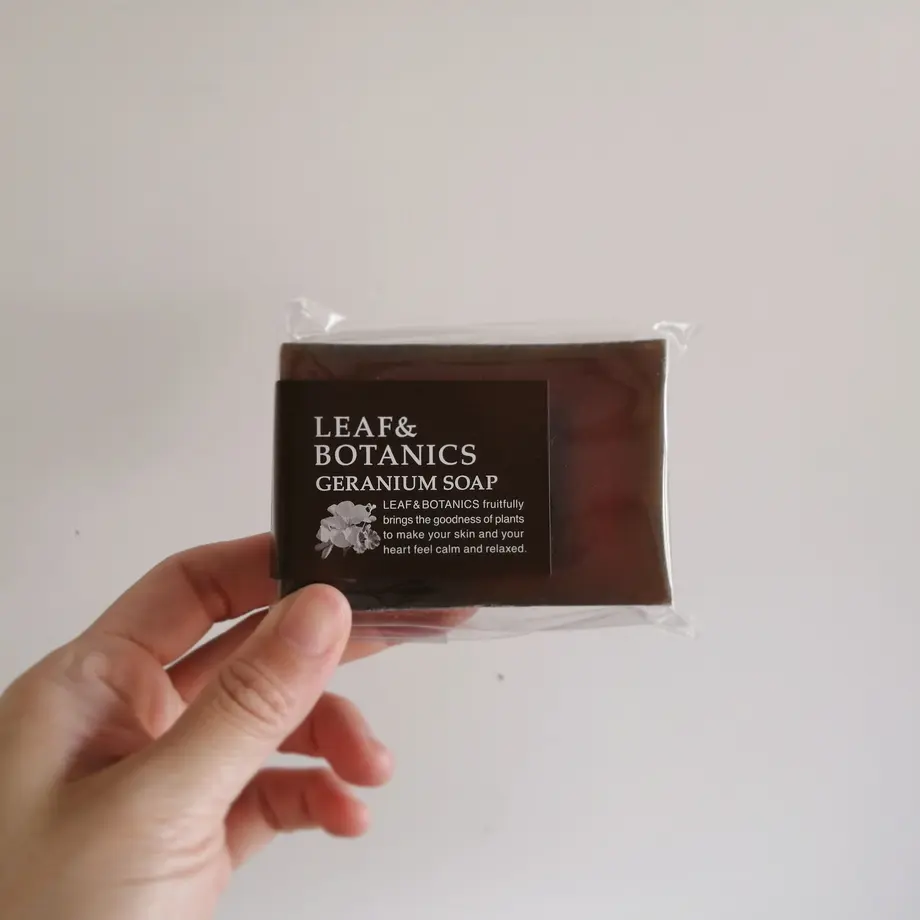 LEAF&
BOTANICS
GERANIUM SOAP
LEAF&BOTANICS fruitfully
brings the goodness of plants
to make your skin and your
heart feel calm and relaxed.